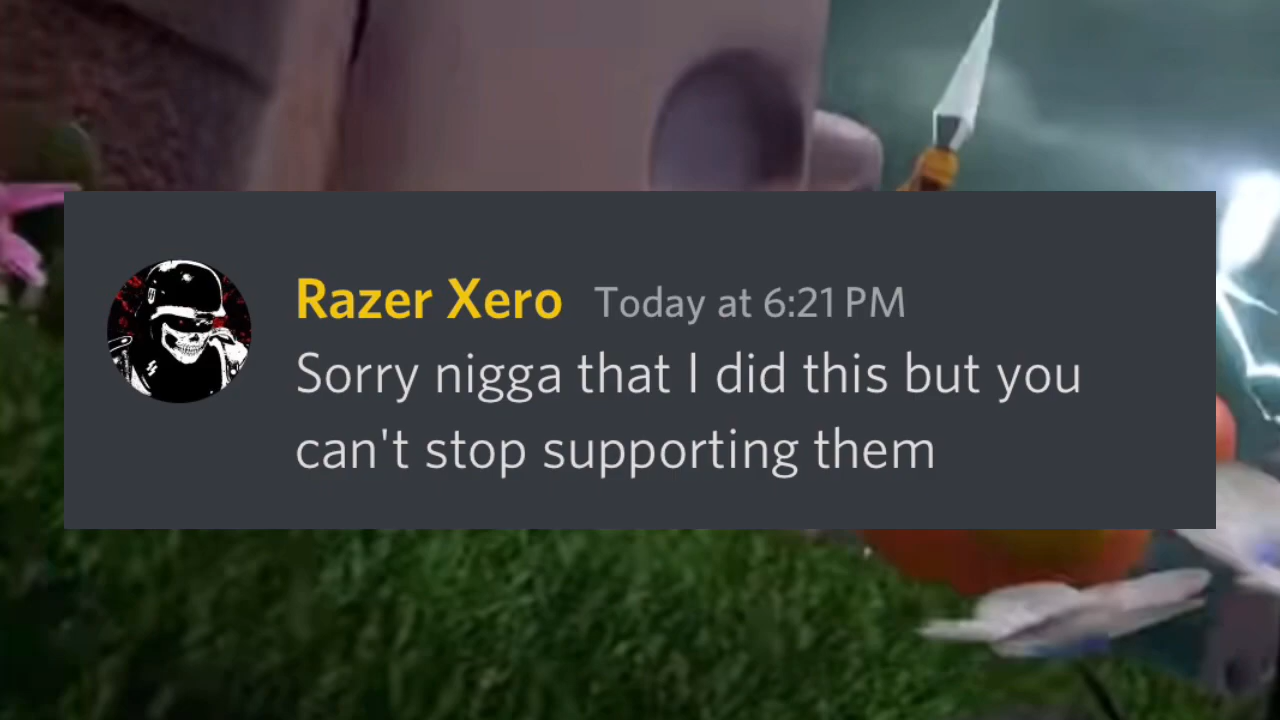 Razer Xero Today at 6:21 PM
Sorry nigga that I did this but you
can't stop supporting them